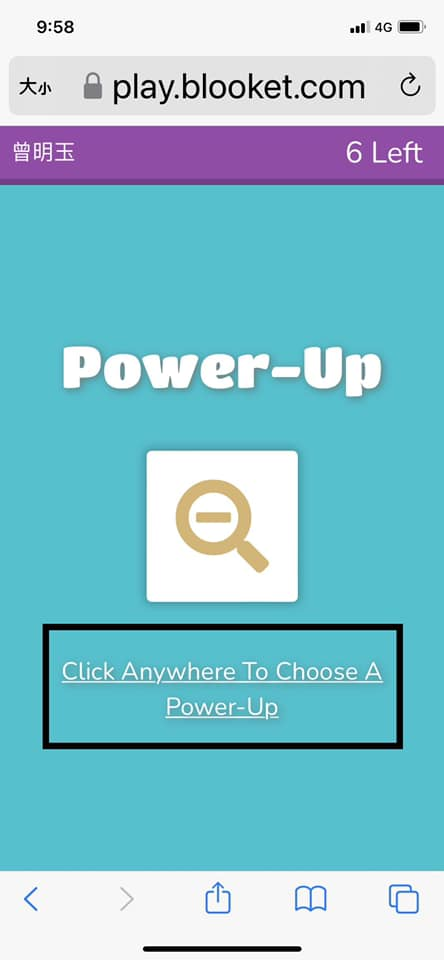 9:58
4G
大小
play.blooket.com
曾明玉
6 Left
Power-Up
Click Anywhere To Choose A
Power-Up